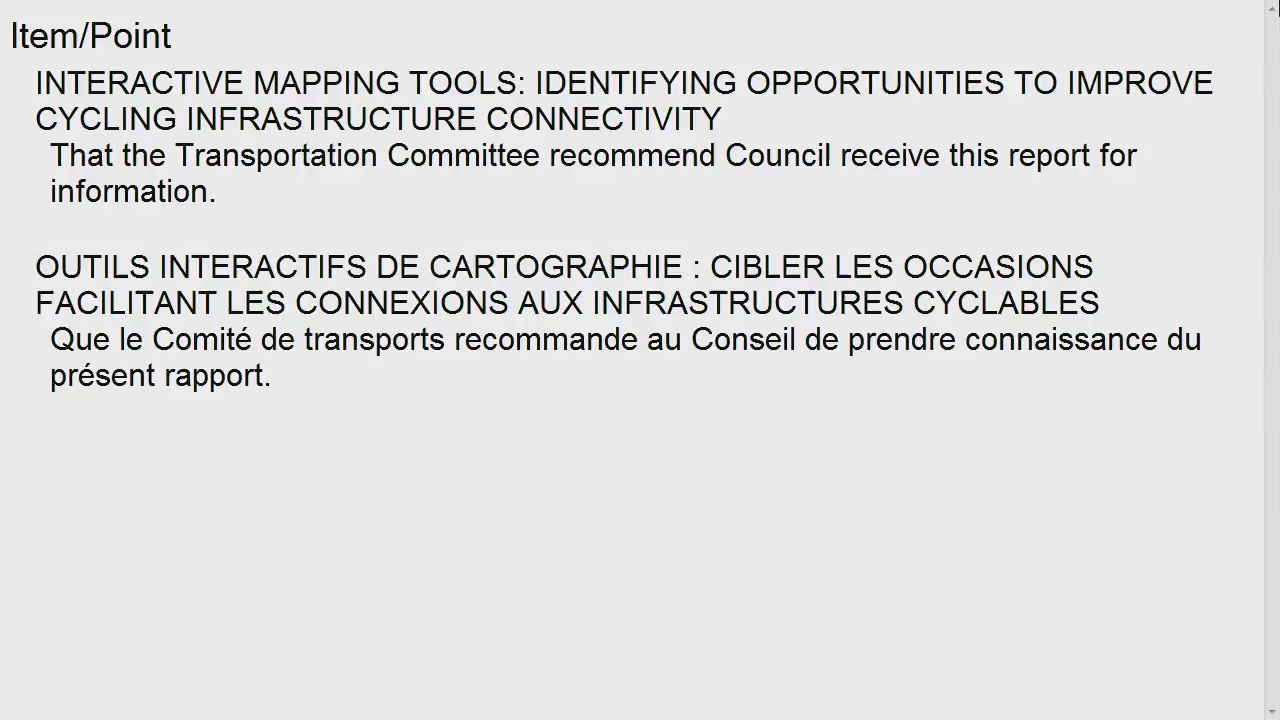 Item/Point
INTERACTIVE MAPPING TOOLS: IDENTIFYING OPPORTUNITIES TO IMPROVE
CYCLING INFRASTRUCTURE CONNECTIVITY
That the Transportation Committee recommend Council receive this report for
information.
OUTILS INTERACTIFS DE CARTOGRAPHIE : CIBLER LES OCCASIONS
FACILITANT LES CONNEXIONS AUX INFRASTRUCTURES CYCLABLES
Que le Comité de transports recommande au Conseil de prendre connaissance du
présent rapport.